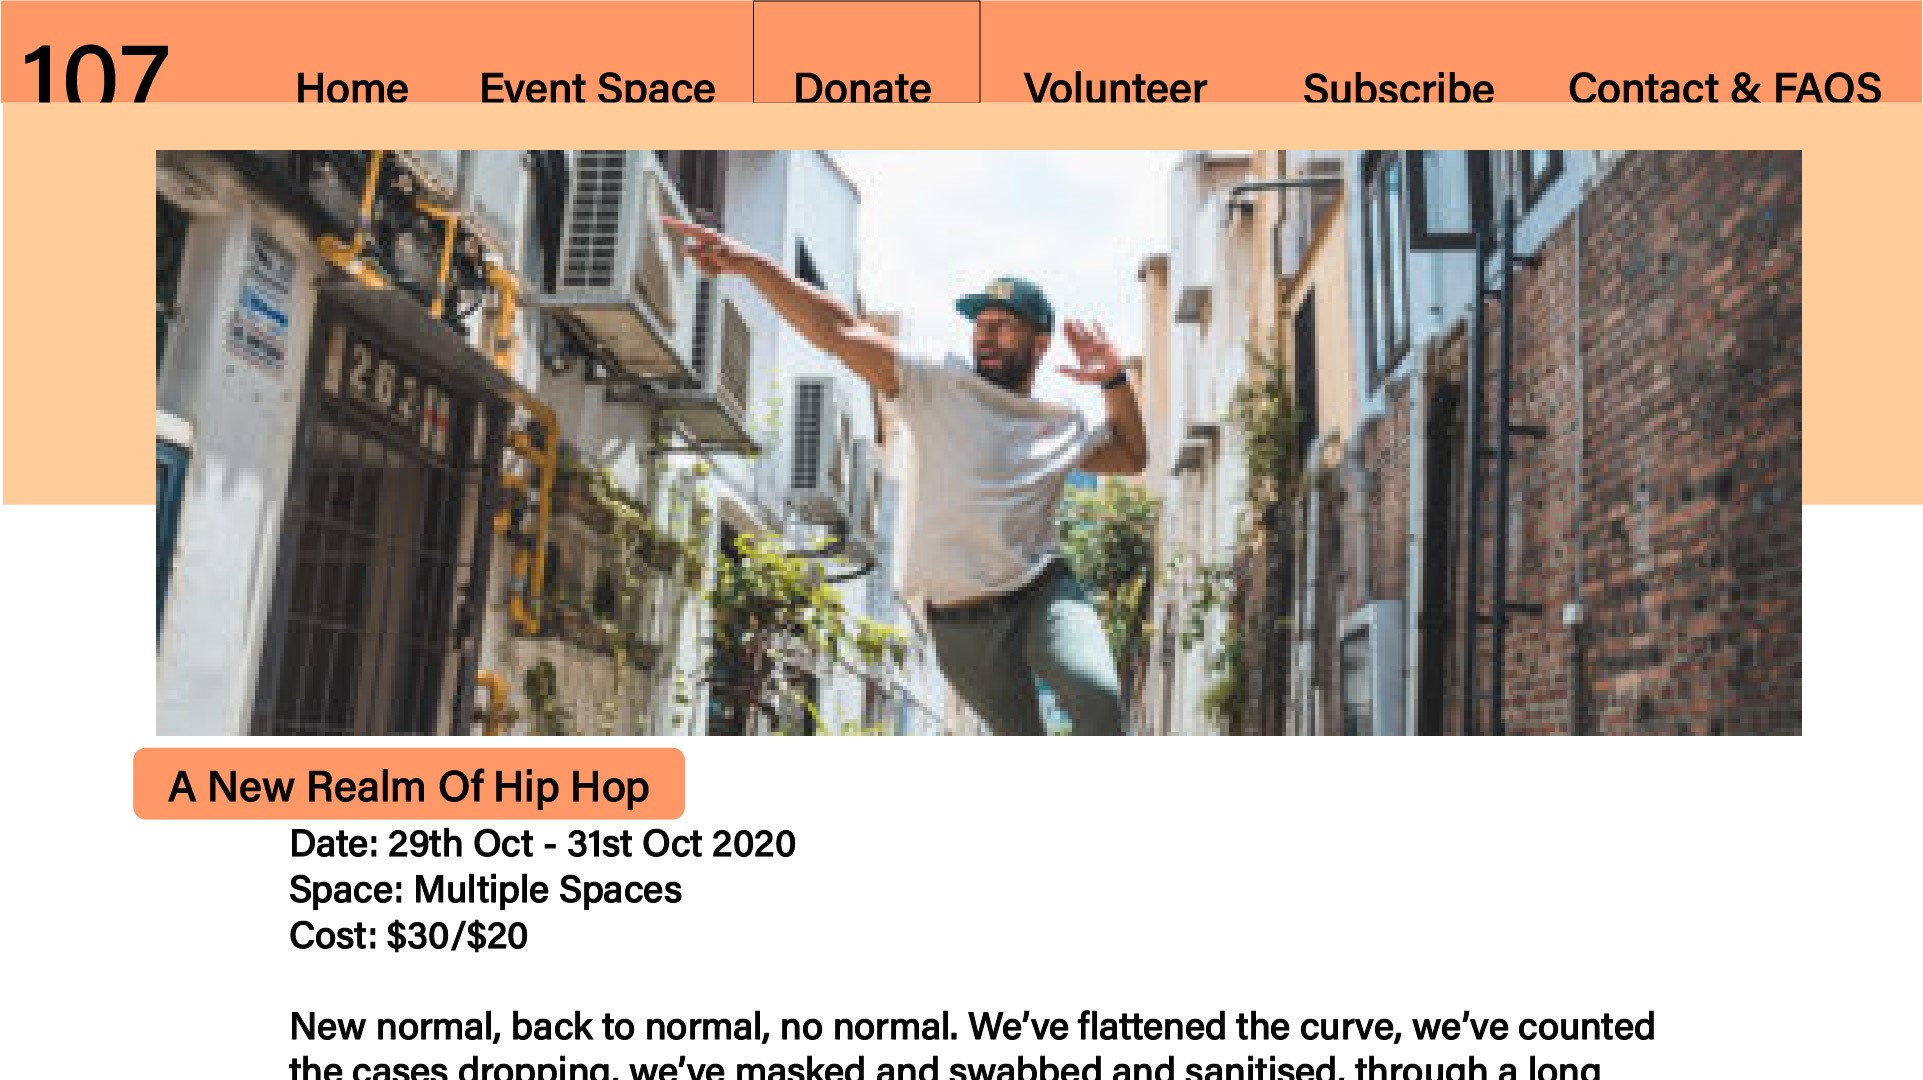 107
Home Event Space Donate Volunteer Subscribe Contact & FAQS
262
A New Realm Of Hip Hop
Date: 29th Oct - 31st Oct 2020
Space: Multiple Spaces
Cost: $30/$20
New normal, back to normal, no normal. We've flattened the curve, we've counted
the cases dropping, we've masked and swabbed and sanitised, through a long